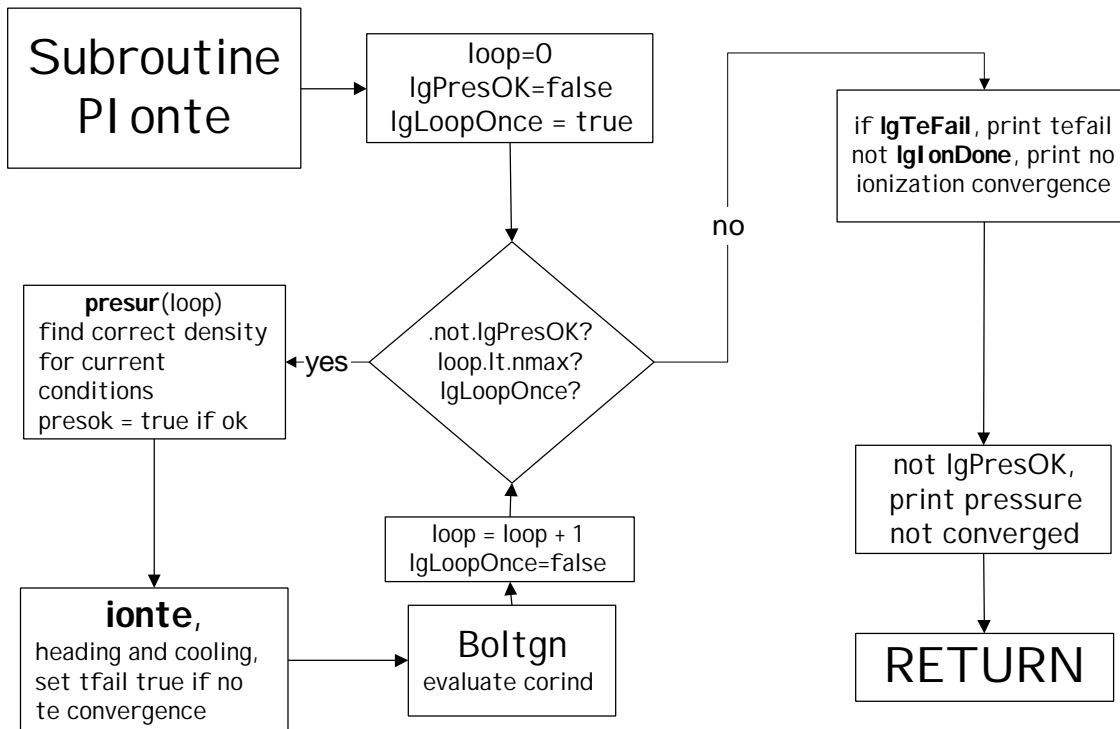 Subroutine
PIonte
loop=0
lgPresOK=false
lgLoopOnce = true
.not.lgPresOK?
loop.lt.nmax?
lgLoopOnce?
yes
presur(loop)
find correct density
for current
conditions
presok = true if ok
ionte,
heading and cooling,
set tfail true if no
te convergence
Boltgn
evaluate corind
loop = loop + 1
lgLoopOnce=false
no
if lgTeFail, print tefail
not lgIonDone, print no
ionization convergence
not lgPresOK,
print pressure
not converged
RETURN